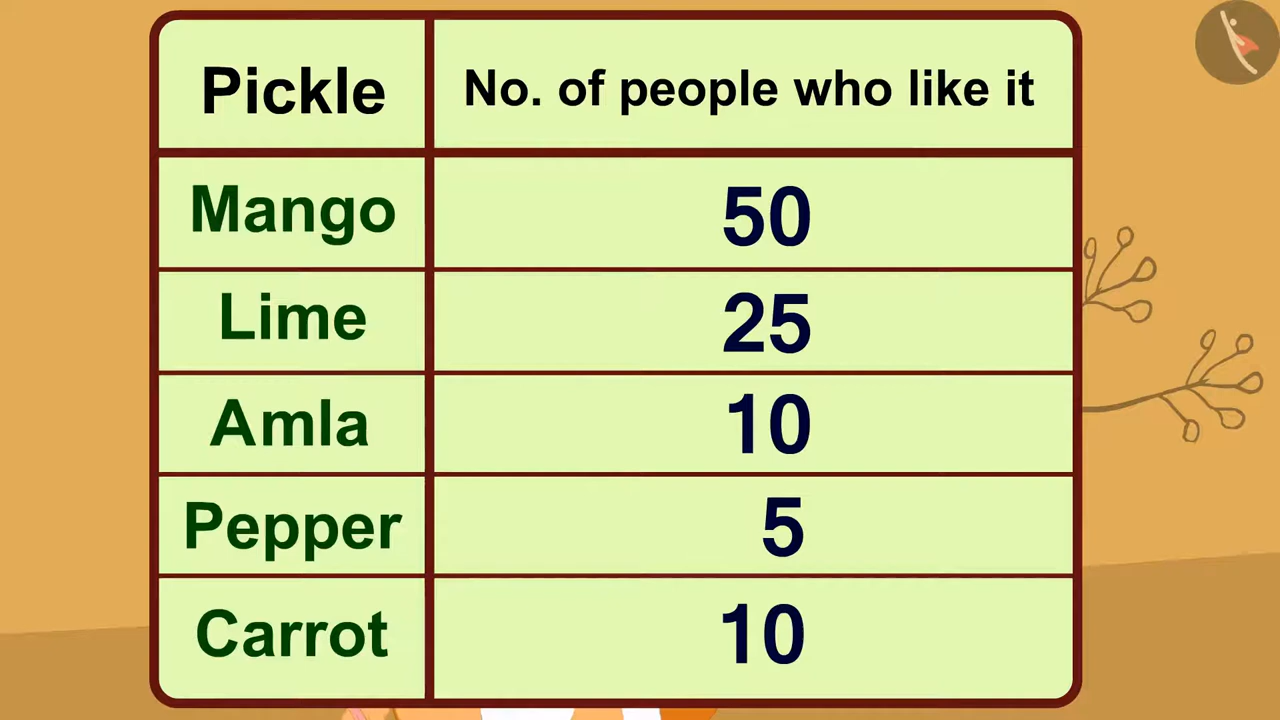 Pickle No. of people who like it
Mango 50
Lime 25
Amla 10
Pepper 5
Carrot 10